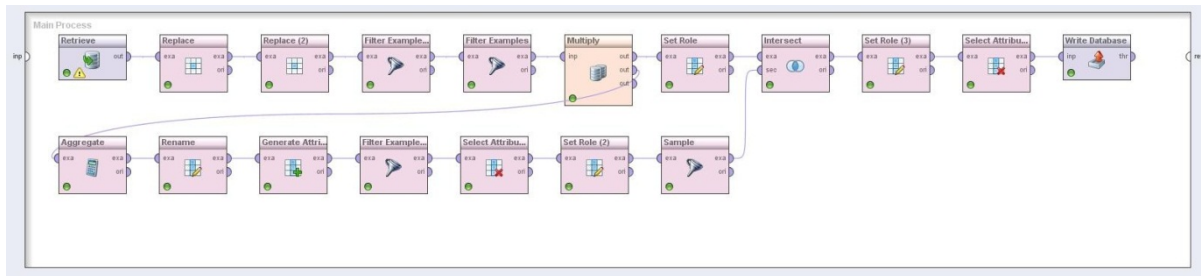 Main Process
Retrieve
Replace
Replace (2)
Filter Example...
Filter Examples
Multiply
Set Role
Intersect
Set Role (3)
Select Attribu...
Write Database
inp
out
exa exa
ori
exa exa
ori
exa exa
ori
exa exa
ori
inp out
out
out
exa exa
ori
exa exa
sec ori
exa exa
ori
exa exa
ori
inp thr
re
Aggregate
Rename
Generate Attri...
Filter Example...
Select Attribu...
Set Role (2)
Sample
exa exa
ori
exa exa
ori
exa exa
ori
exa exa
ori
exa exa
ori
exa exa
ori
exa exa
ori